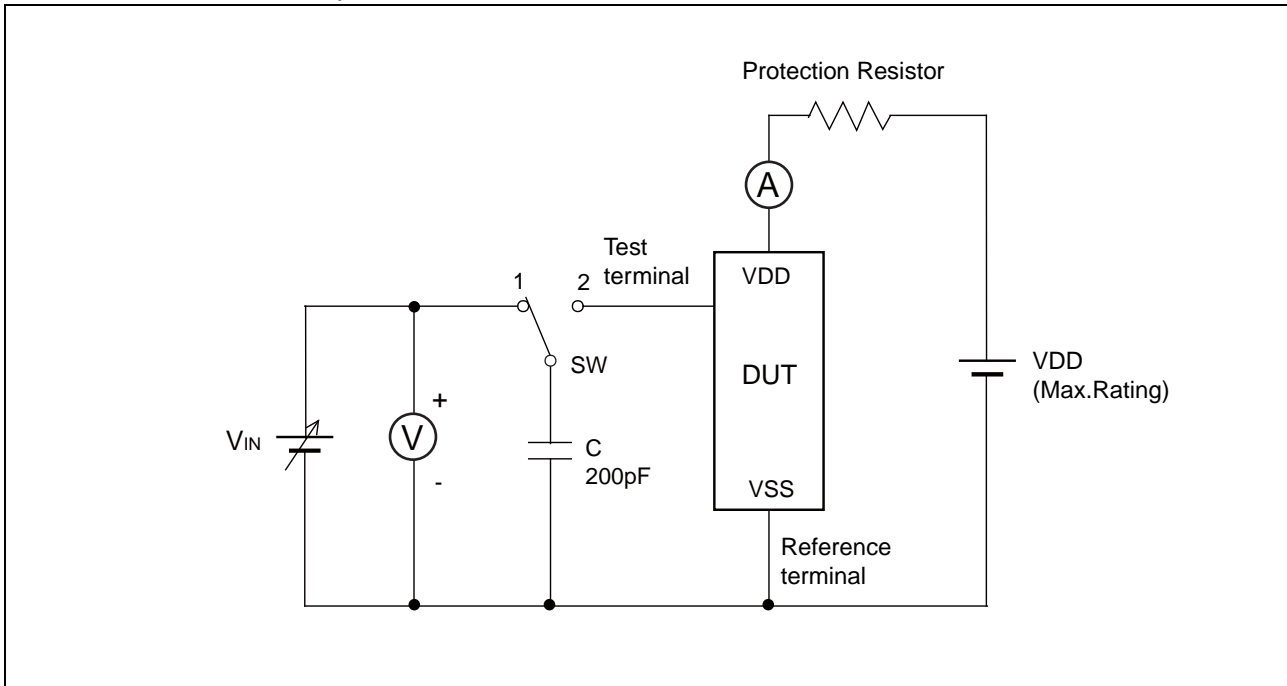 Protection Resistor
A
Test
terminal
1
2
VDD
SW
DUT
VDD
(Max.Rating)
+
VIN
V
C
200pF
-
VSS
Reference
terminal